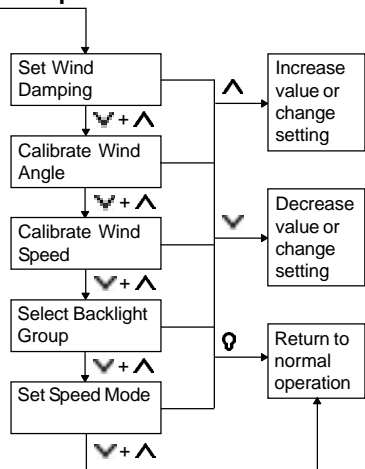 Set Wind
Damping
+
Calibrate Wind
Angle
+
Calibrate Wind
Speed
+
Select Backlight
Group
+
Set Speed Mode
+
Increase
value or
change
setting
Decrease
value or
change
setting
Return to
normal
operation